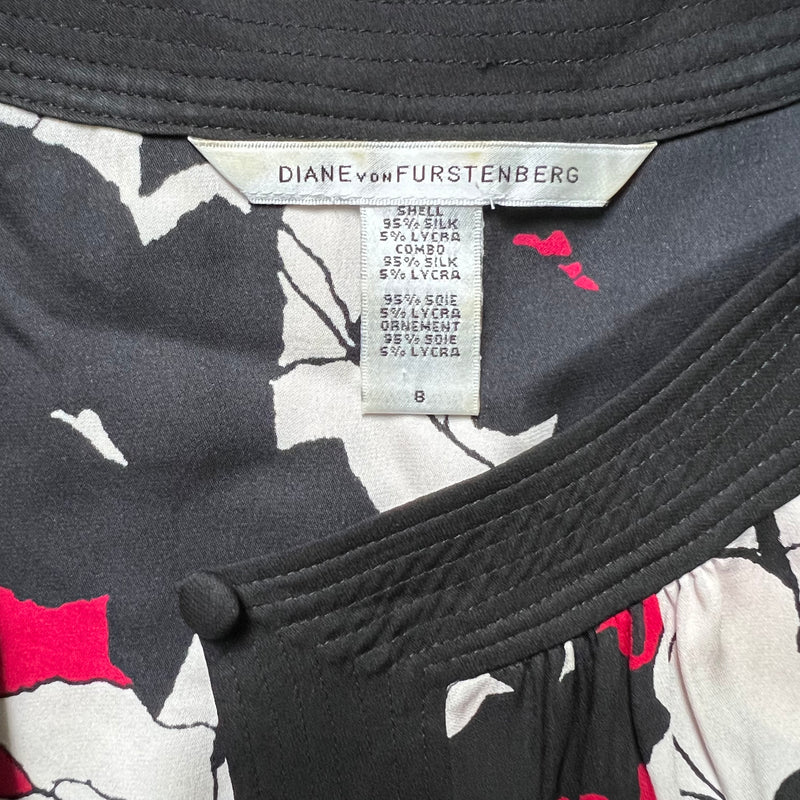 DIANE VON FURSTENBERG
SHELL
95% SILK
5% LYCRA
COMBO
95% SILK
5% LYCRA
95% SOIE
5% LYCRA
ORNEMENT
95% SOIE
5% LYCRA
8